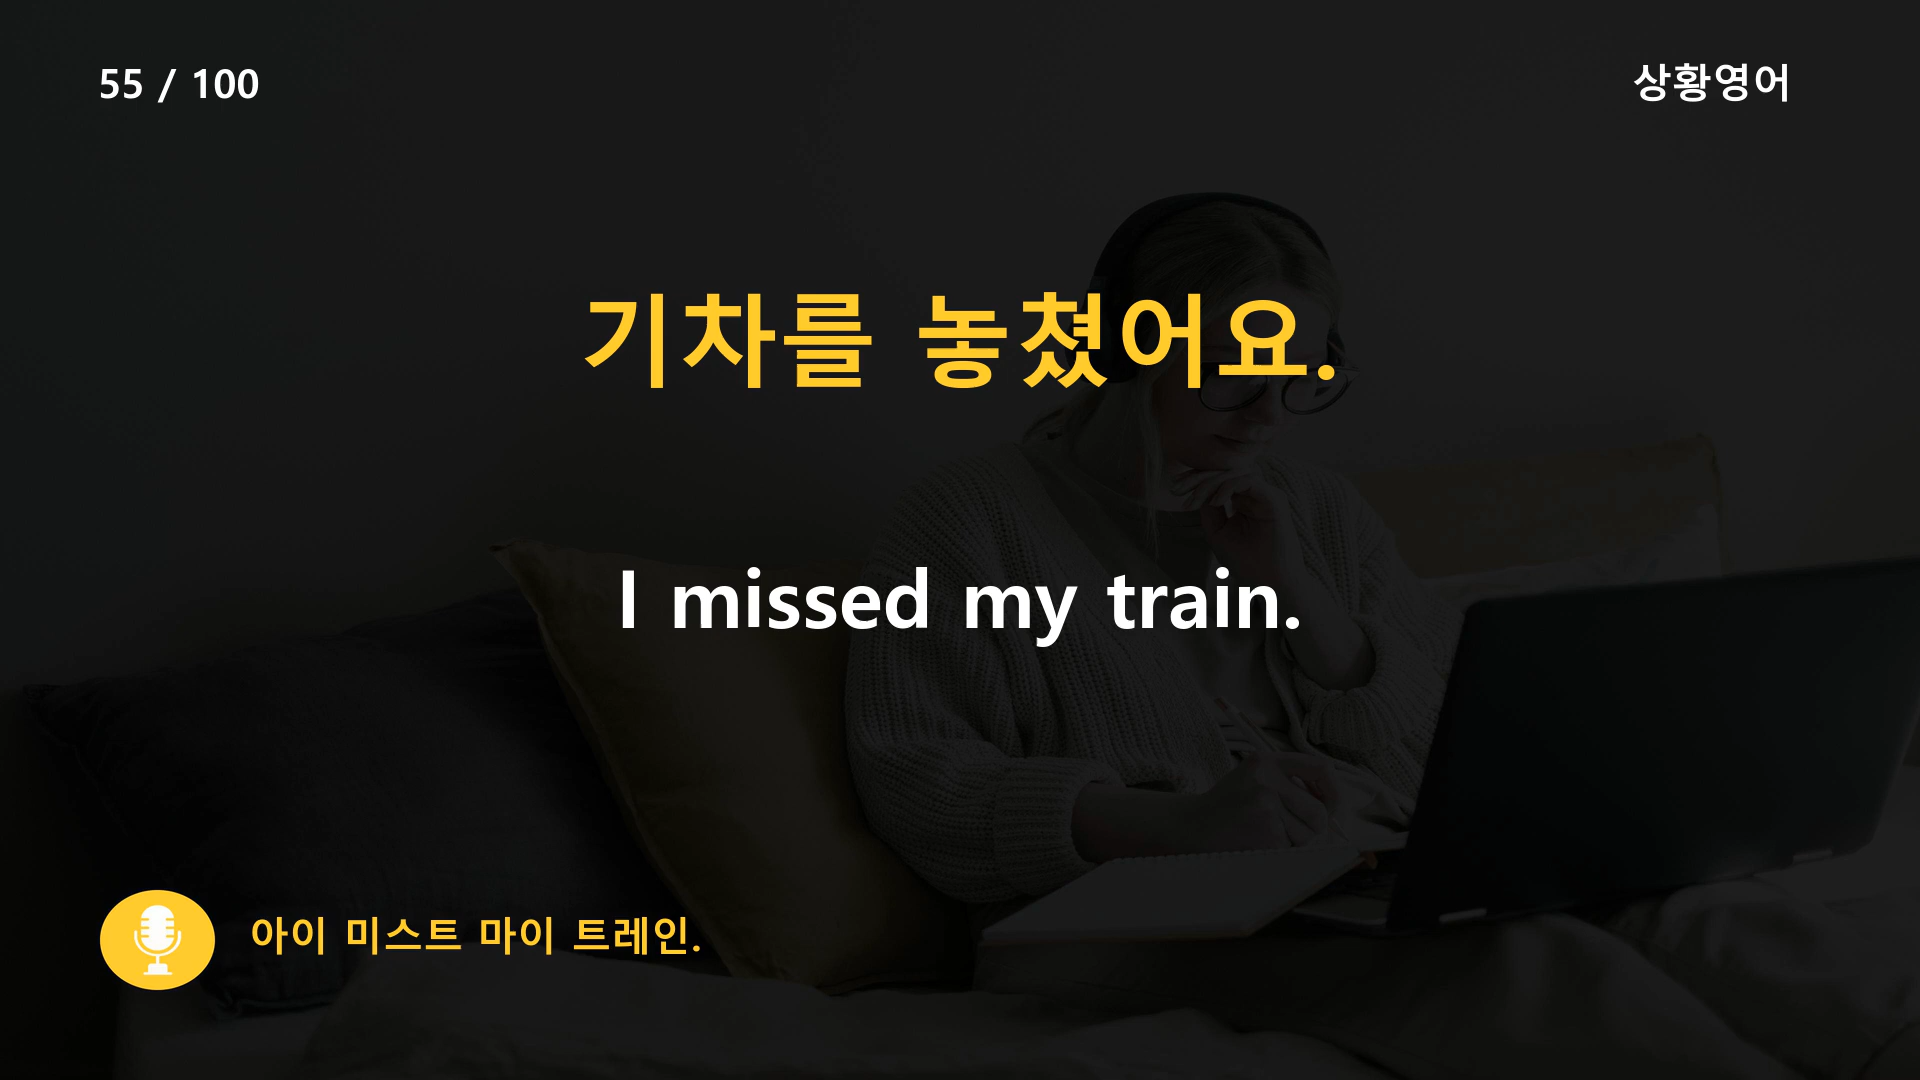 55 / 100
상황영어
기차를 놓쳤어요.
I missed my train.
아이 미스트 마이 트레인.